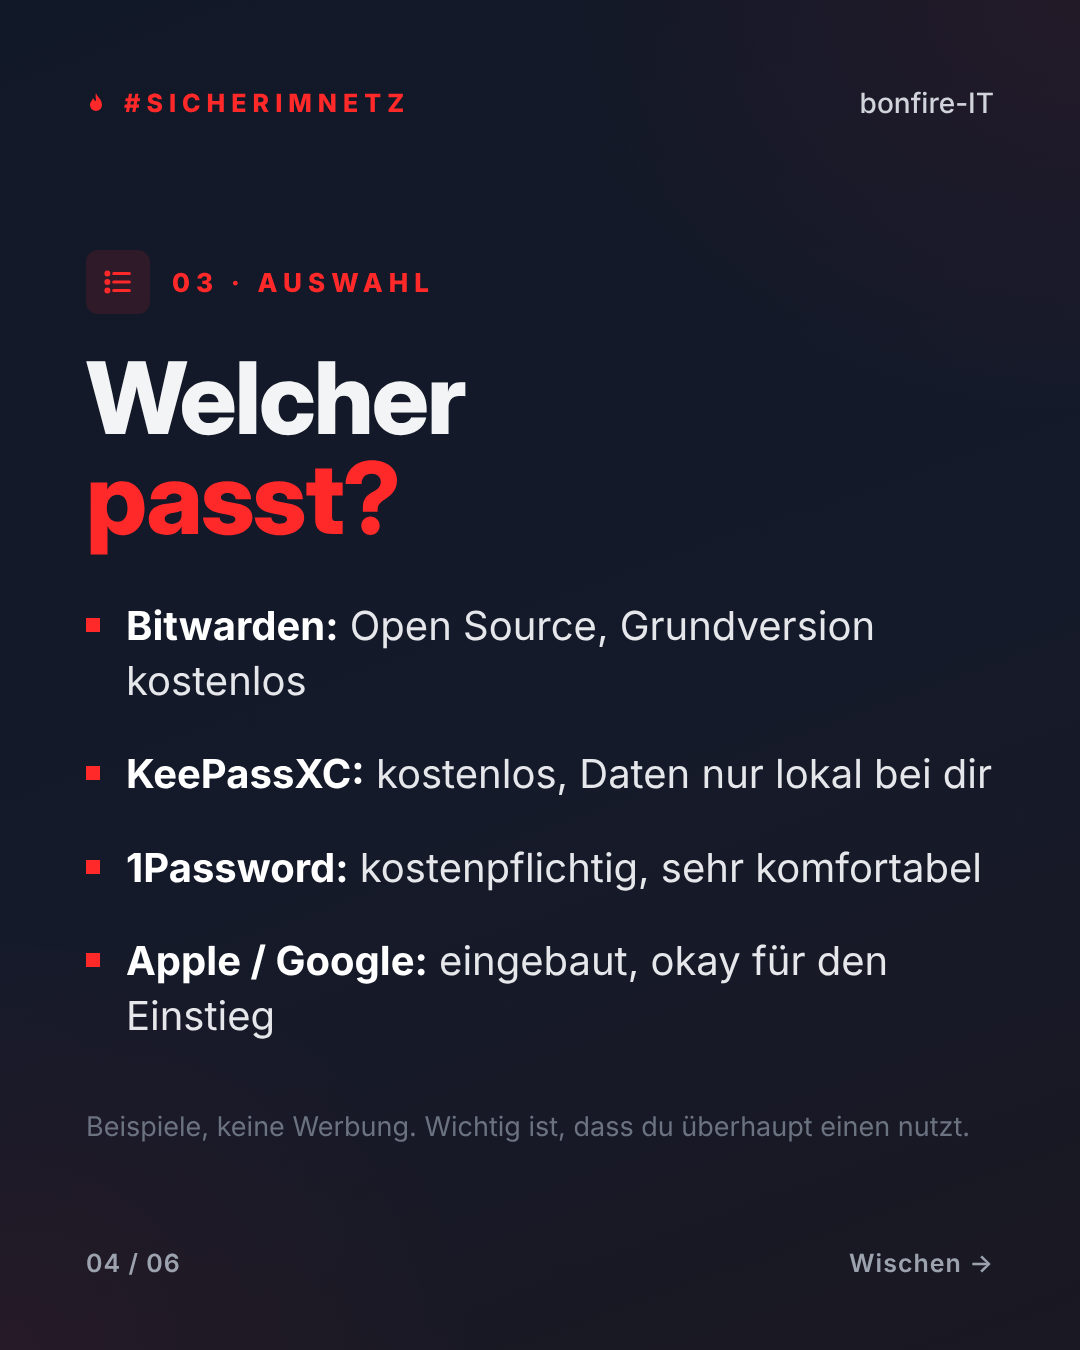 #SICHERIMNETZ
bonfire-IT
03 · AUSWAHL
Welcher
passt?
Bitwarden: Open Source, Grundversion
kostenlos
KeePassXC: kostenlos, Daten nur lokal bei dir
1Password: kostenpflichtig, sehr komfortabel
Apple / Google: eingebaut, okay für den
Einstieg
Beispiele, keine Werbung. Wichtig ist, dass du überhaupt einen nutzt.
04 / 06
Wischen →